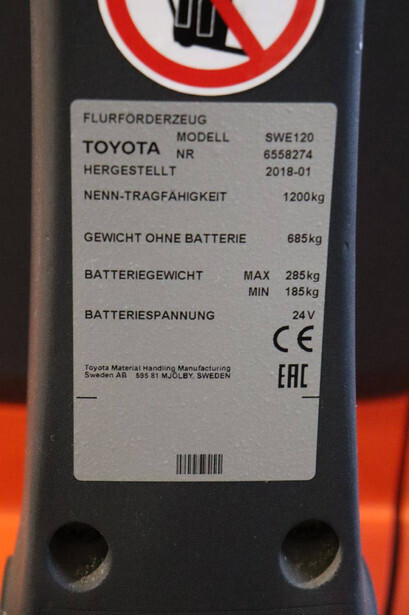 FLURFÖRDERZEUG
TOYOTA MODELL SWE120
NR 6558274
HERGESTELLT 2018-01
NENN-TRAGFÄHIGKEIT 1200kg
GEWICHT OHNE BATTERIE 685kg
BATTERIEGEWICHT MAX 285kg
MIN 185kg
BATTERIESPANNUNG 24V
CE
Toyota Material Handling Manufacturing
Sweden AB 595 81 MJÖLBY, SWEDEN
EAC